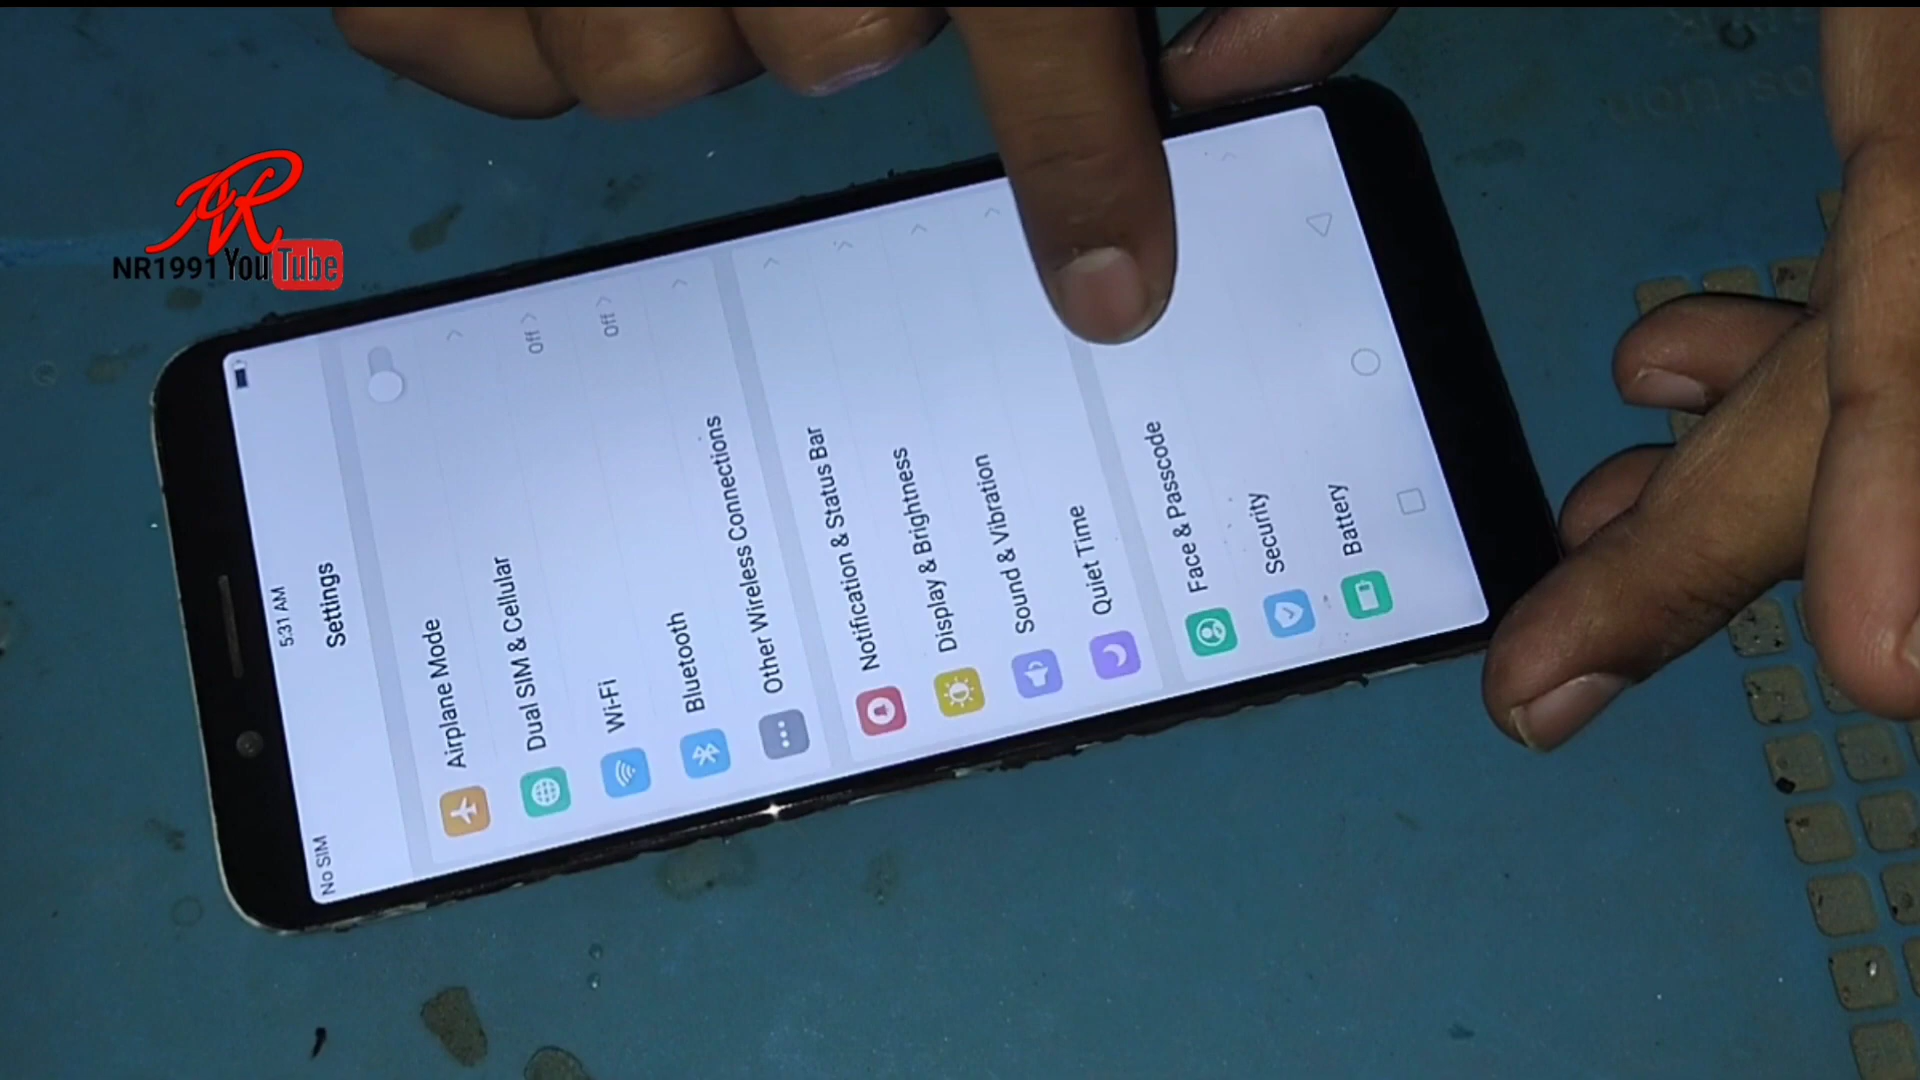 NR
NR1991 YouTube
No SIM
5:31 AM
Settings
Airplane Mode
Dual SIM & Cellular
Wi-Fi
Off
Bluetooth
Off
Other Wireless Connections
Notification & Status Bar
Display & Brightness
Sound & Vibration
Quiet Time
Face & Passcode
Security
Battery